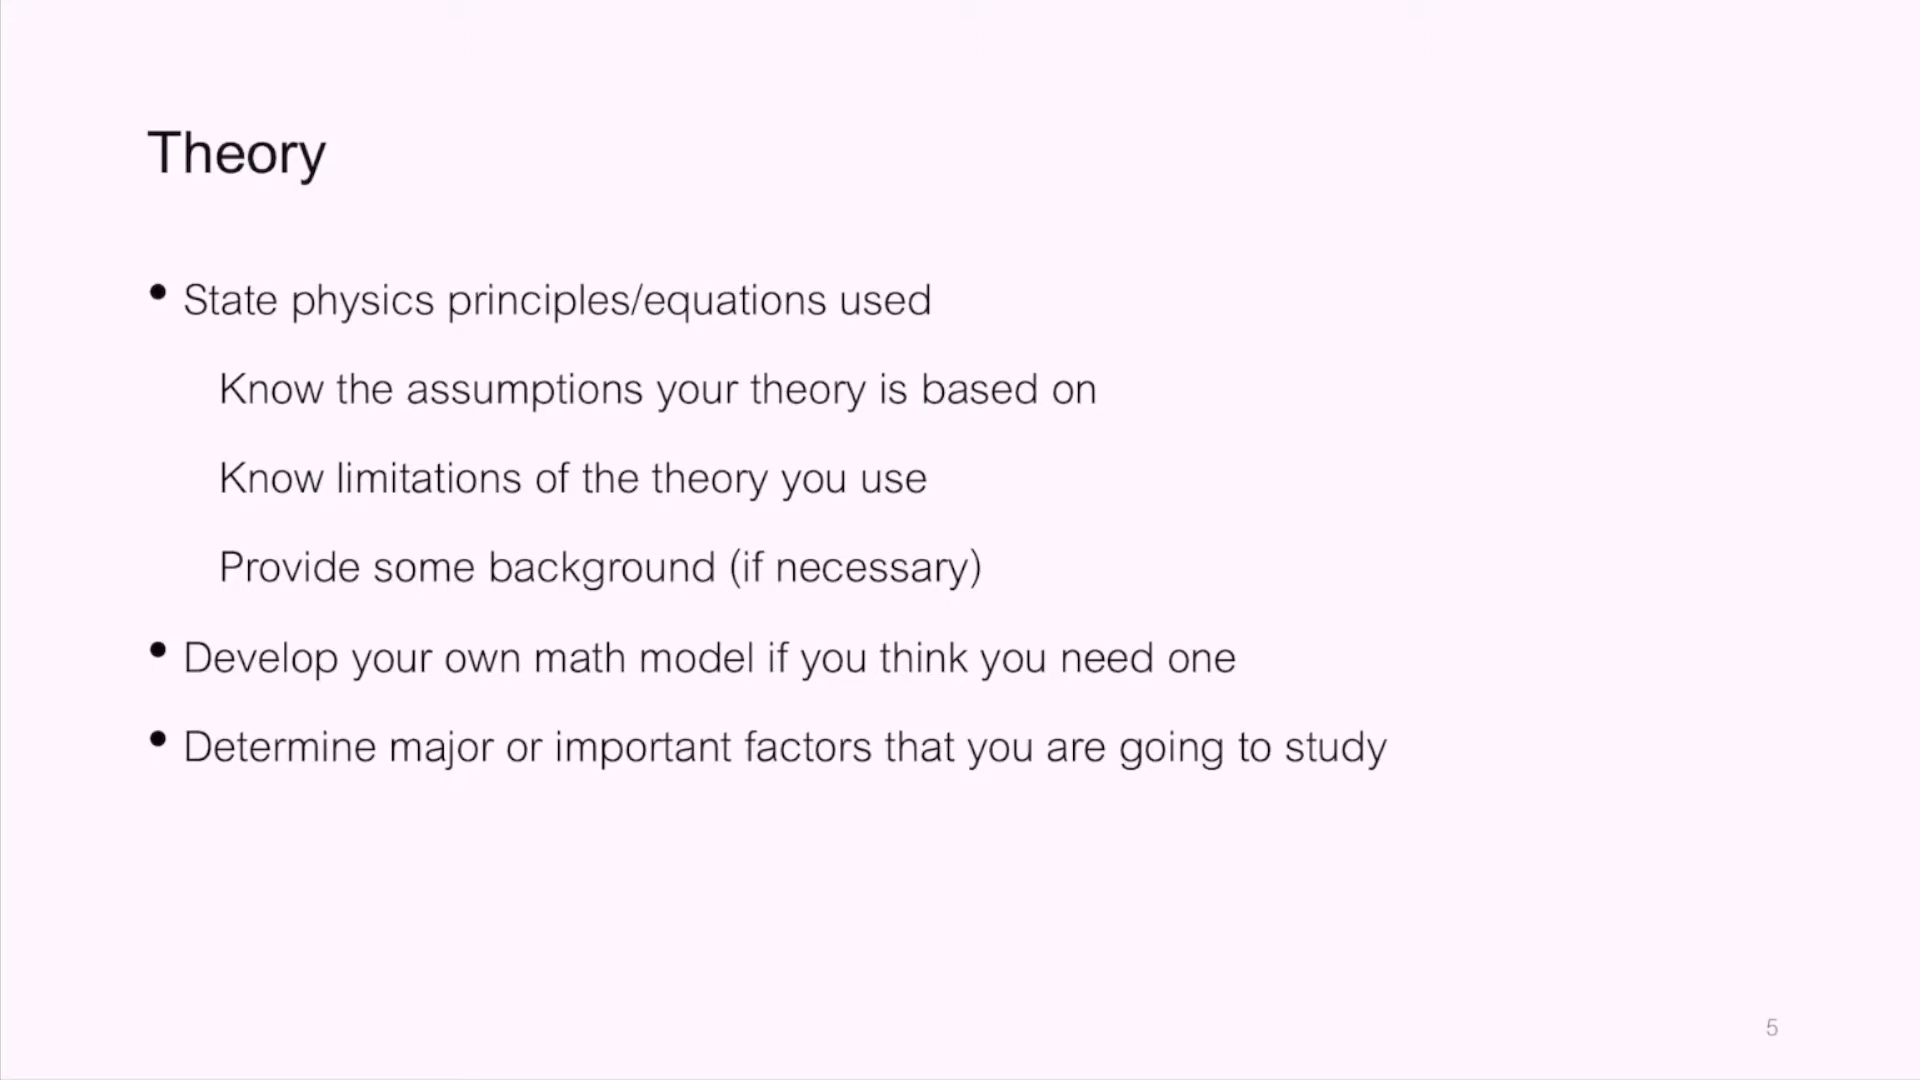 Theory
• State physics principles/equations used
Know the assumptions your theory is based on
Know limitations of the theory you use
Provide some background (if necessary)
• Develop your own math model if you think you need one
• Determine major or important factors that you are going to study
5